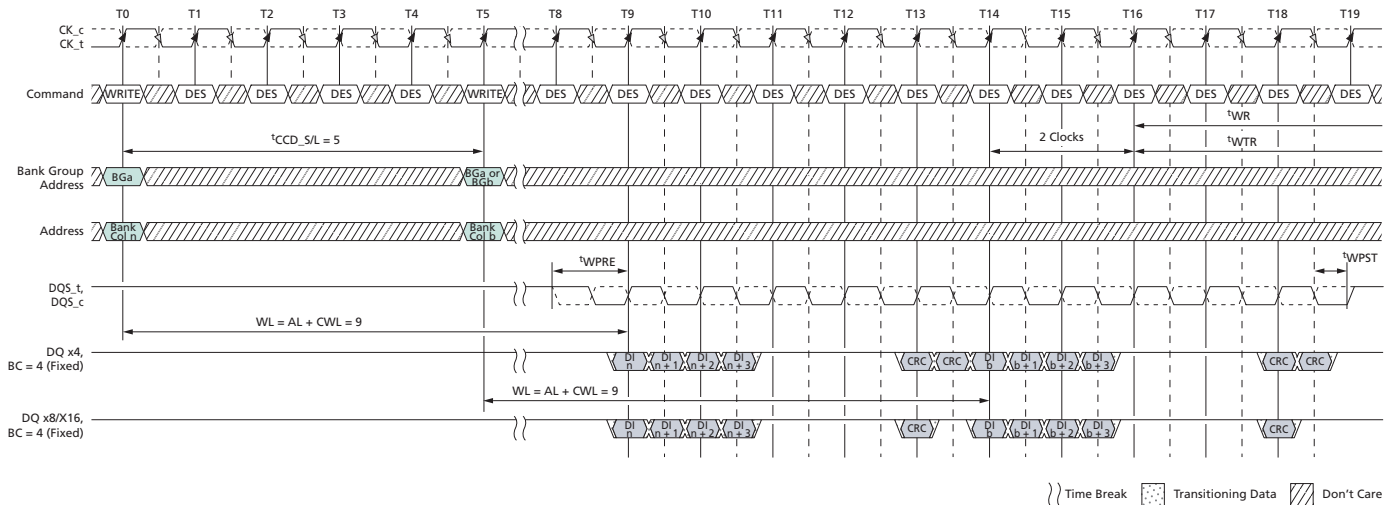 T0 T1 T2 T3 T4 T5 T8 T9 T10 T11 T12 T13 T14 T15 T16 T17 T18 T19
CK_c
CK_t
Command WRITE DES DES DES DES WRITE DES DES DES DES DES DES DES DES DES DES DES DES
tWR
tCCD_S/L = 5
2 Clocks
tWTR
Bank Group
Address
BGa
BGa or
BGb
Address
Bank
Col n
Bank
Col b
tWPRE
tWPST
DQS_t,
DQS_c
WL = AL + CWL = 9
DQ x4,
BC = 4 (Fixed)
DI
n
DI
n + 1
DI
n + 2
DI
n + 3
CRC
CRC
DI
b
DI
b + 1
DI
b + 2
DI
b + 3
CRC
CRC
WL = AL + CWL = 9
DQ x8/X16,
BC = 4 (Fixed)
DI
n
DI
n + 1
DI
n + 2
DI
n + 3
CRC
DI
b
DI
b + 1
DI
b + 2
DI
b + 3
CRC
Time Break
Transitioning Data
Don't Care